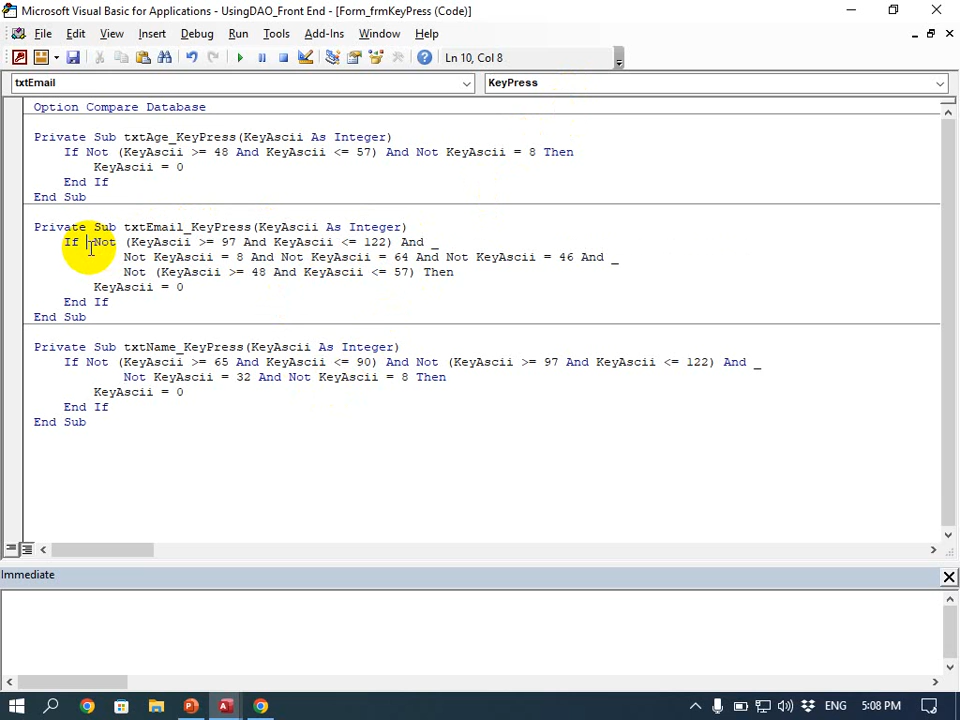 Microsoft Visual Basic for Applications - UsingDAO_Front End - [Form_frmKeyPress (Code)]
File Edit View Insert Format Debug Run Tools Add-Ins Window Help
Ln 10, Col 8
txtEmail KeyPress
Option Compare Database
Private Sub txtAge_KeyPress(KeyAscii As Integer)
If Not (KeyAscii >= 48 And KeyAscii <= 57) And Not KeyAscii = 8 Then
KeyAscii = 0
End If
End Sub
Private Sub txtEmail_KeyPress(KeyAscii As Integer)
If Not (KeyAscii >= 97 And KeyAscii <= 122) And _
Not KeyAscii = 8 And Not KeyAscii = 64 And Not KeyAscii = 46 And _
Not (KeyAscii >= 48 And KeyAscii <= 57) Then
KeyAscii = 0
End If
End Sub
Private Sub txtName_KeyPress(KeyAscii As Integer)
If Not (KeyAscii >= 65 And KeyAscii <= 90) And Not (KeyAscii >= 97 And KeyAscii <= 122) And _
Not KeyAscii = 32 And Not KeyAscii = 8 Then
KeyAscii = 0
End If
End Sub
Immediate
ENG 5:08 PM